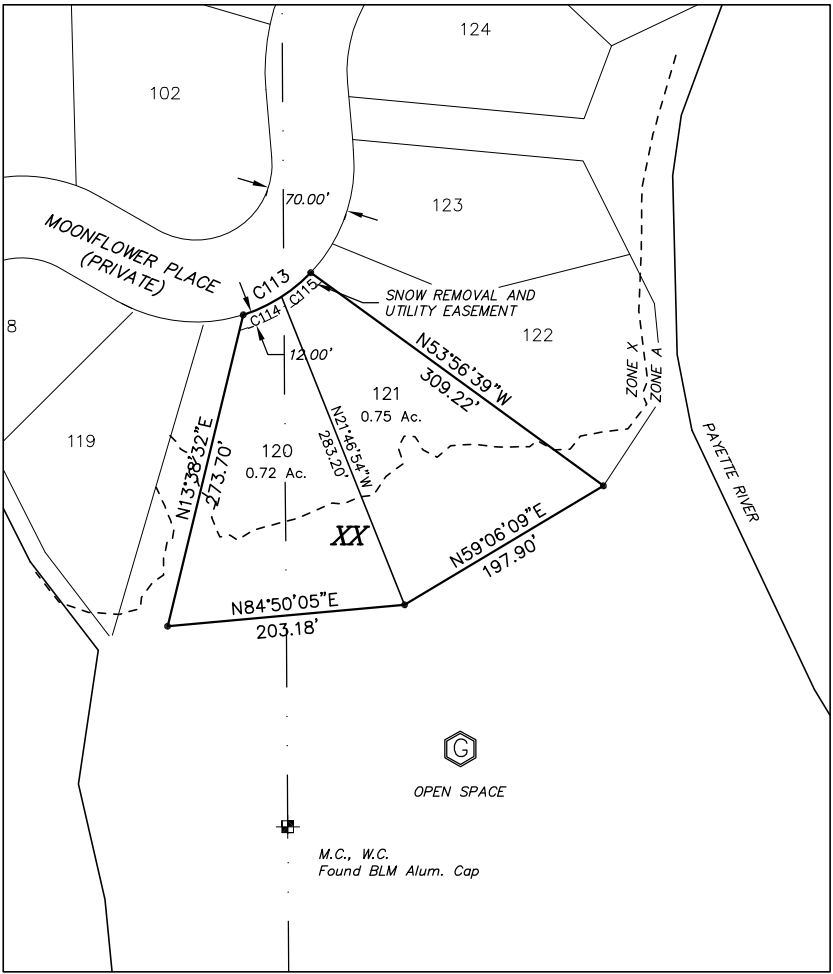 124
102
70.00'
123
MOONFLOWER PLACE
(PRIVATE)
C113
C115
C114
SNOW REMOVAL AND
UTILITY EASEMENT
8
122
12.00'
N53°56'39"W
309.22'
ZONE X
ZONE A
121
0.75 Ac.
N21°46'54"W
283.20'
119
120
0.72 Ac.
N13°38'32"E
273.70'
PAYETTE RIVER
XX
N59°06'09"E
197.90'
N84°50'05"E
203.18'
G
OPEN SPACE
M.C., W.C.
Found BLM Alum. Cap